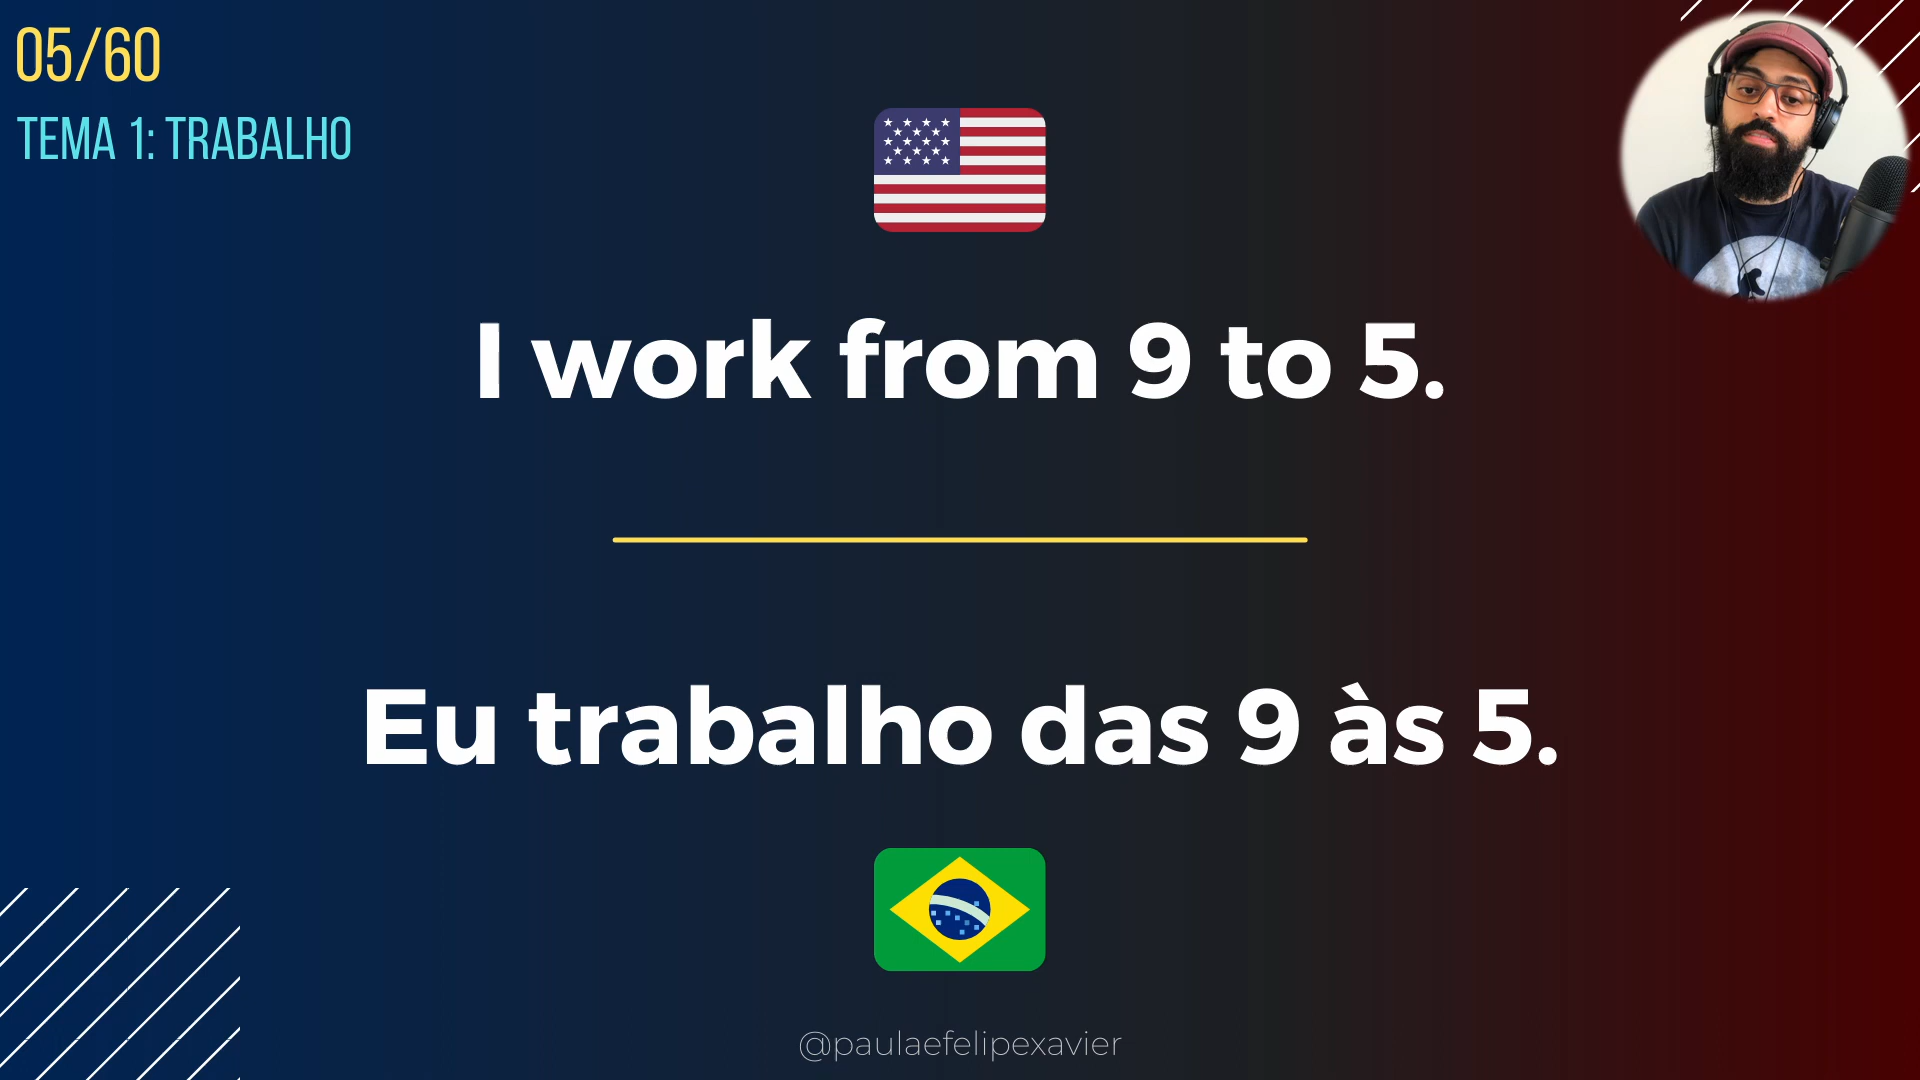 05/60
TEMA 1: TRABALHO
I work from 9 to 5.
Eu trabalho das 9 às 5.
@paulaefelipexavier